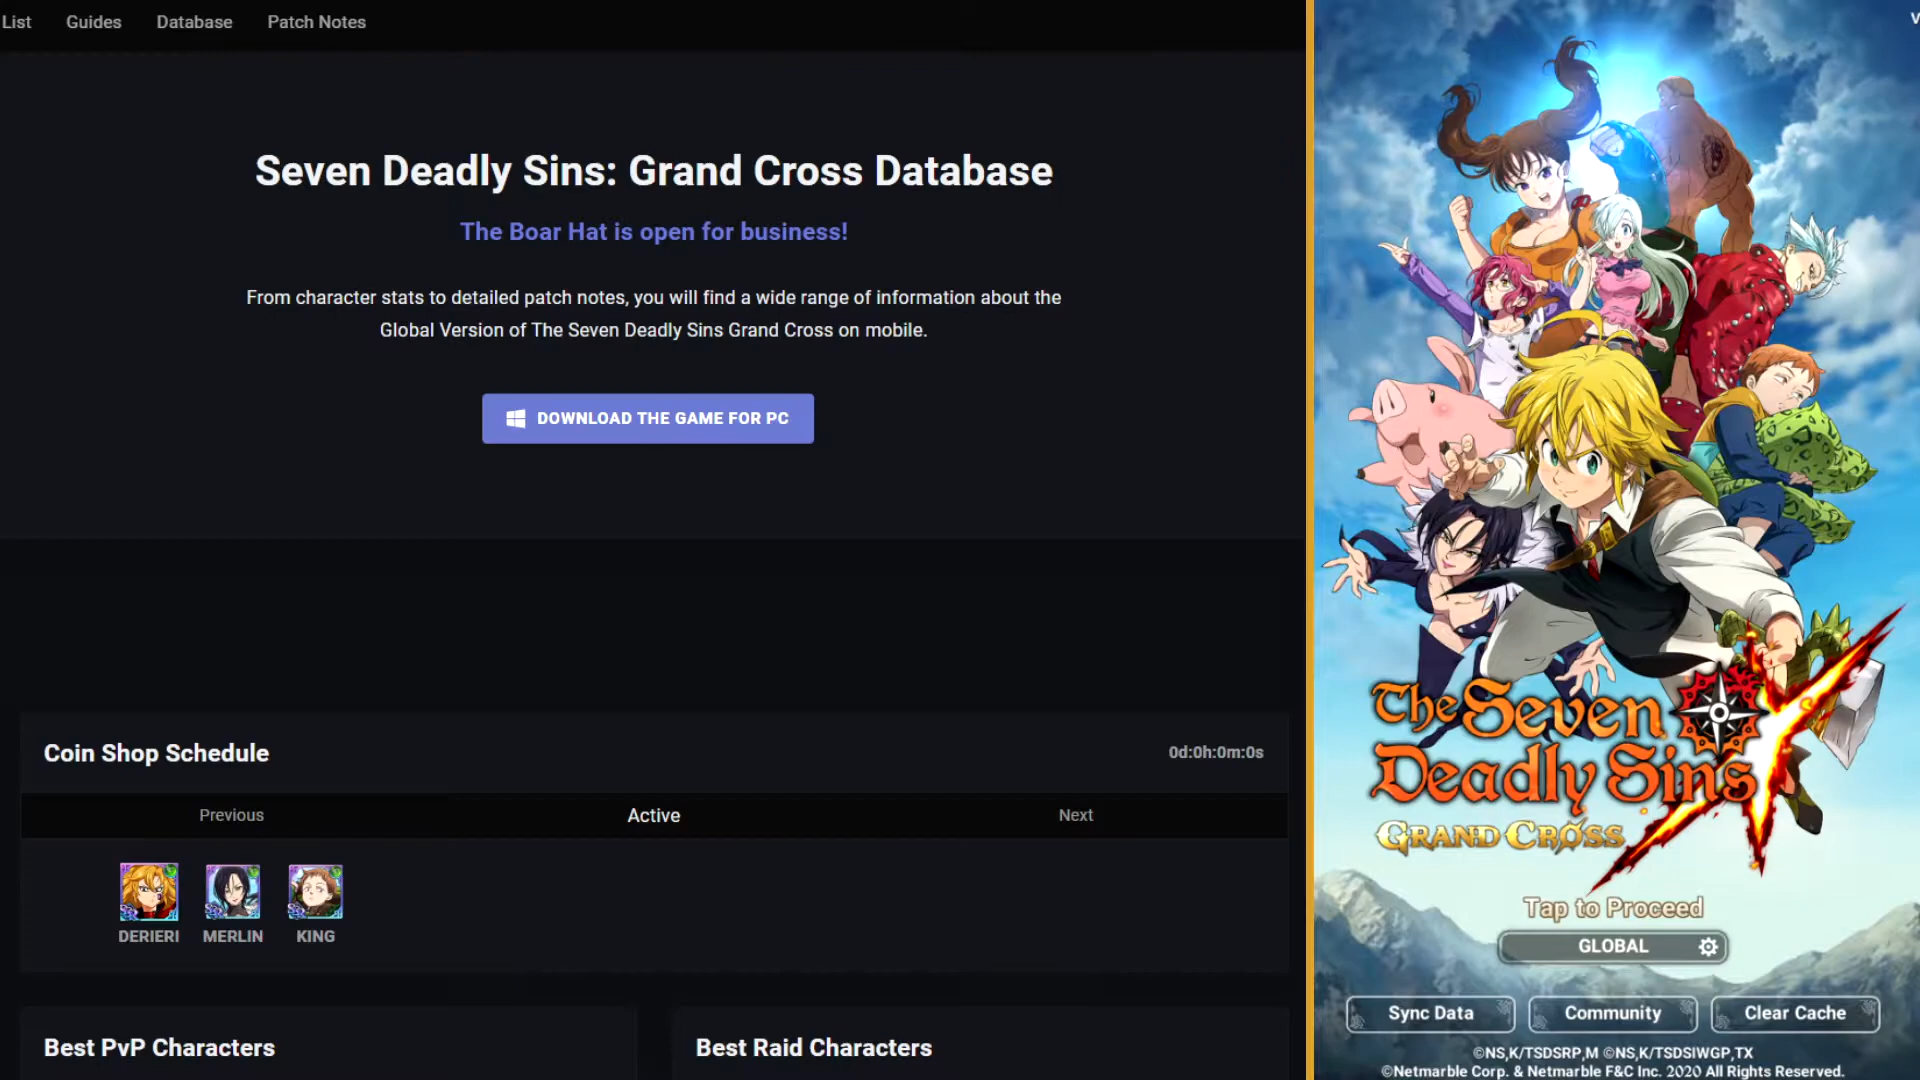 List Guides Database Patch Notes
Seven Deadly Sins: Grand Cross Database
The Boar Hat is open for business!
From character stats to detailed patch notes, you will find a wide range of information about the
Global Version of The Seven Deadly Sins Grand Cross on mobile.
DOWNLOAD THE GAME FOR PC
Coin Shop Schedule
0d:0h:0m:0s
Previous
Active
Next
DERIERI
MERLIN
KING
Best PvP Characters
Best Raid Characters
The Seven
Deadly Sins
GRAND CROSS
Tap to Proceed
GLOBAL
Sync Data
Community
Clear Cache
©NS,K/TSDSRP,M ©NS,K/TSDSIWGP,TX
©Netmarble Corp. & Netmarble F&C Inc. 2020 All Rights Reserved.